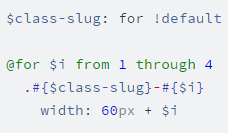 $class-slug: for !default
@for $i from 1 through 4
.#{$class-slug}-#{$i}
width: 60px + $i